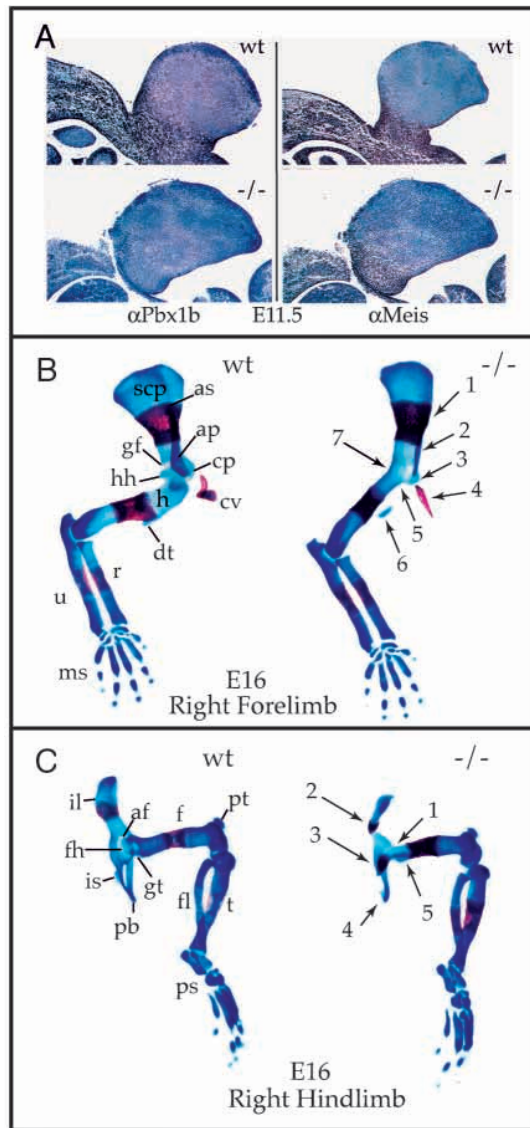 A
wt
wt
-/-
-/-
αPbx1b
E11.5
αMeis
B
wt
-/-
scp
as
ap
gf
cp
hh
h
cv
dt
r
u
ms
1
2
3
4
5
6
7
E16
Right Forelimb
C
wt
-/-
il
af
f
pt
fh
is
gt
pb
fl
t
ps
1
2
3
4
5
E16
Right Hindlimb